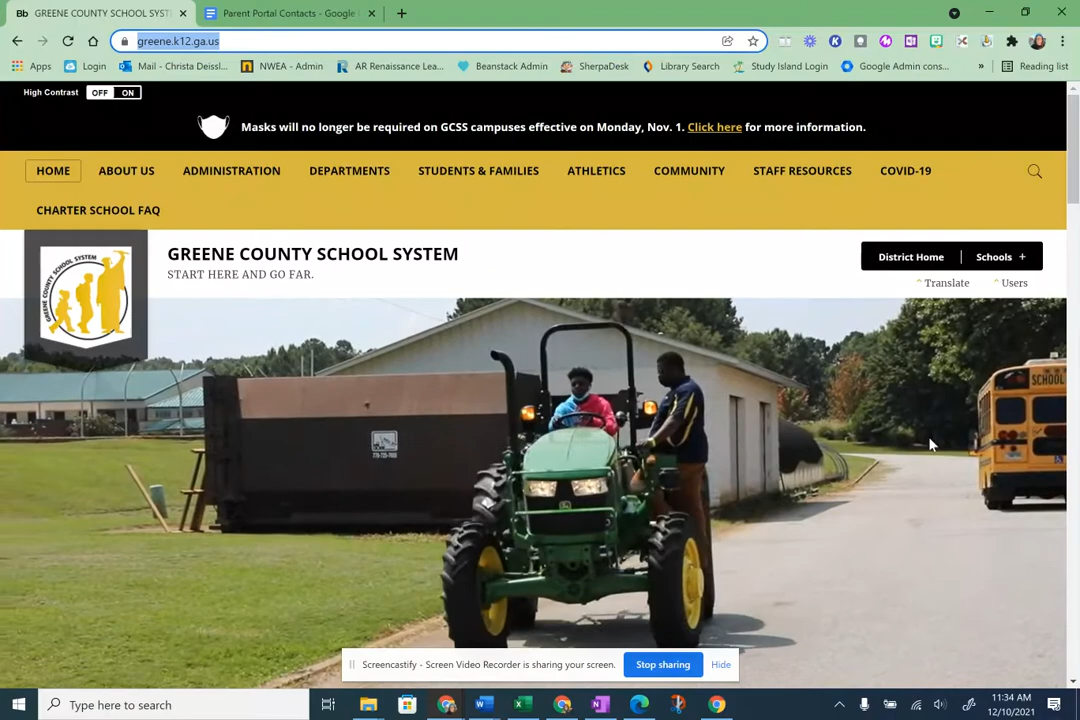 Bb GREENE COUNTY SCHOOL SYST
Parent Portal Contacts - Google
greene.k12.ga.us
Apps
Login
Mail - Christa Deissl...
NWEA - Admin
AR Renaissance Lea...
Beanstack Admin
SherpaDesk
Library Search
Study Island Login
Google Admin cons...
»
Reading list
High Contrast OFF ON
Masks will no longer be required on GCSS campuses effective on Monday, Nov. 1. Click here for more information.
HOME ABOUT US ADMINISTRATION DEPARTMENTS STUDENTS & FAMILIES ATHLETICS COMMUNITY STAFF RESOURCES COVID-19
CHARTER SCHOOL FAQ
GREENE COUNTY SCHOOL SYSTEM
GREENE COUNTY SCHOOL SYSTEM
START HERE AND GO FAR.
District Home Schools +
Translate Users
SCHOOL
Screencastify - Screen Video Recorder is sharing your screen. Stop sharing Hide
Type here to search
11:34 AM
12/10/2021